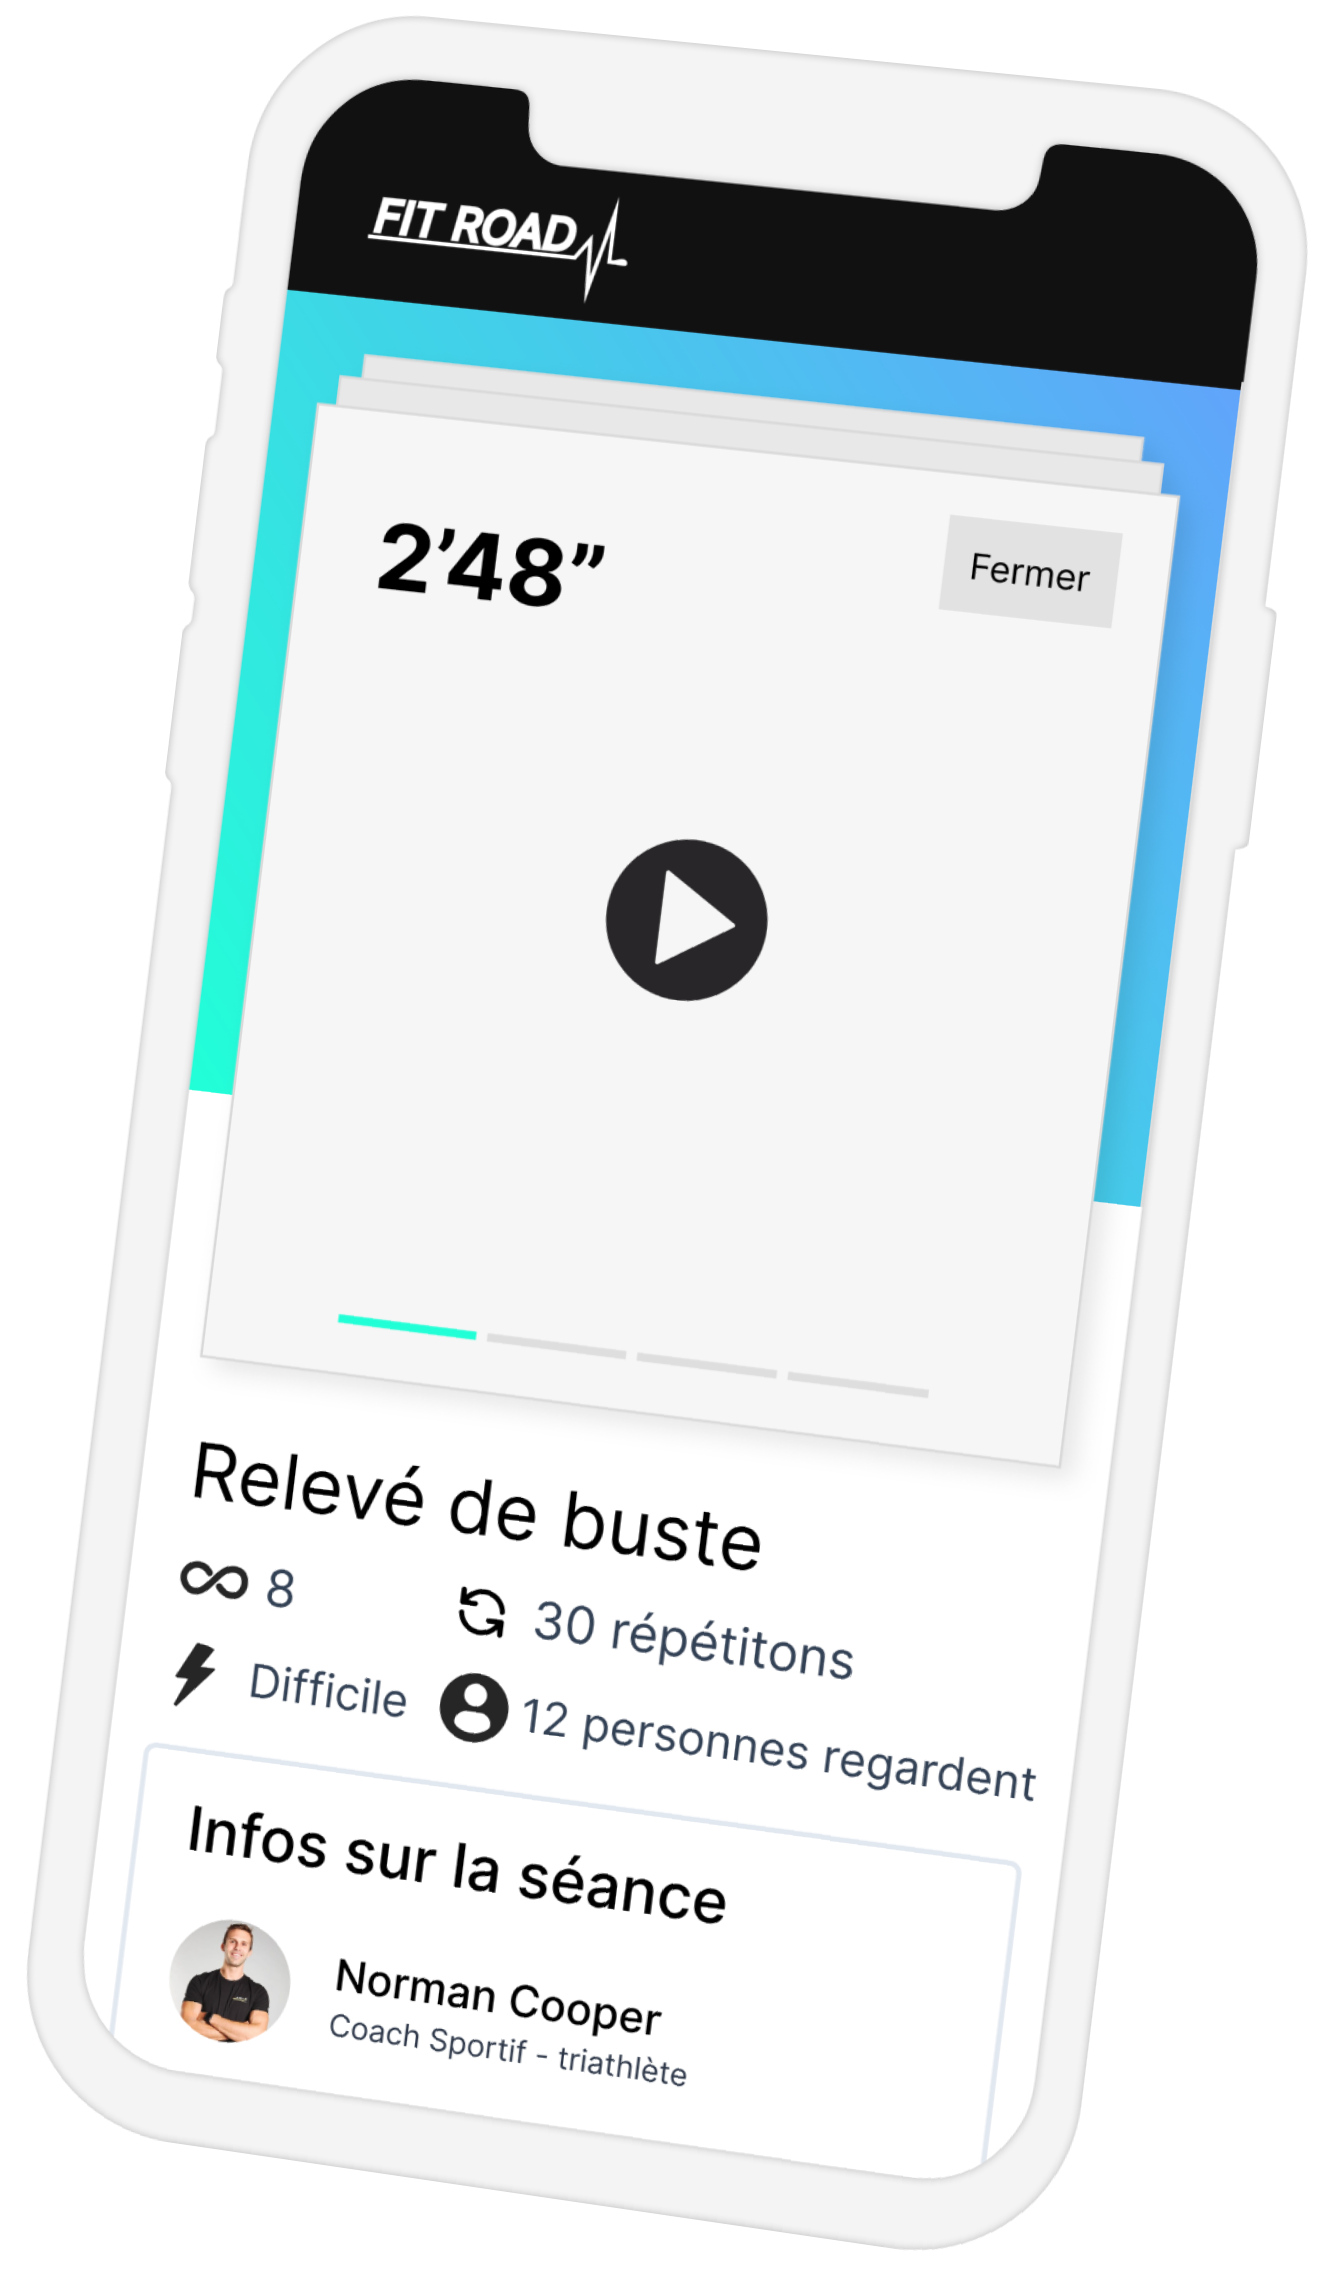 FIT ROAD
2’48”
Fermer
Relevé de buste
8
30 répétitons
Difficile
12 personnes regardent
Infos sur la séance
Norman Cooper
Coach Sportif - triathlète